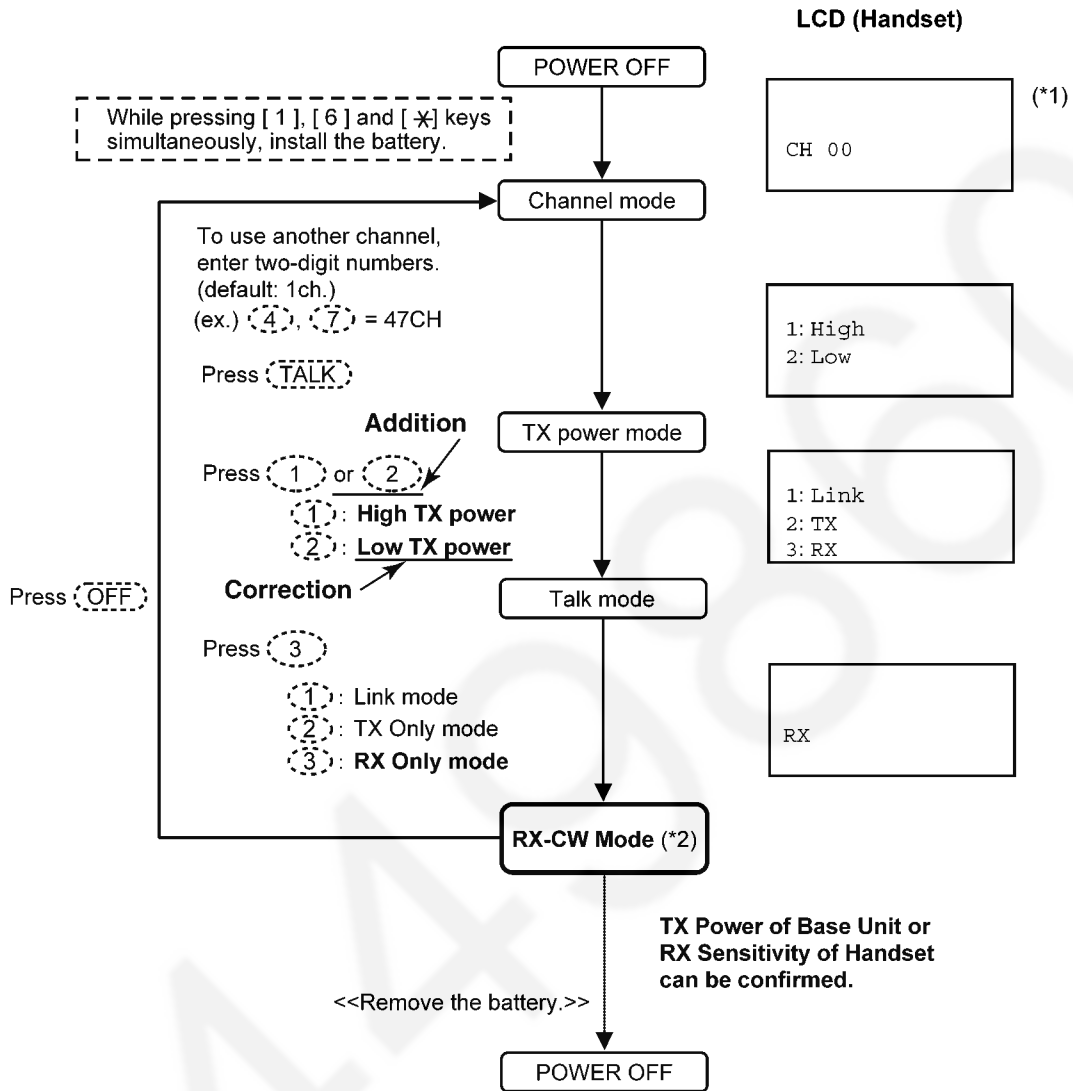 LCD (Handset)
POWER OFF
(*1)
While pressing [ 1 ], [ 6 ] and [ ✻] keys
simultaneously, install the battery.
CH 00
Channel mode
To use another channel,
enter two-digit numbers.
(default: 1ch.)
(ex.) 4, 7 = 47CH
1: High
2: Low
Press TALK
Addition
TX power mode
Press 1 or 2
1 : High TX power
2 : Low TX power
1: Link
2: TX
3: RX
Correction
Talk mode
Press OFF
Press 3
1 : Link mode
2 : TX Only mode
3 : RX Only mode
RX
RX-CW Mode (*2)
TX Power of Base Unit or
RX Sensitivity of Handset
can be confirmed.
<<Remove the battery.>>
POWER OFF